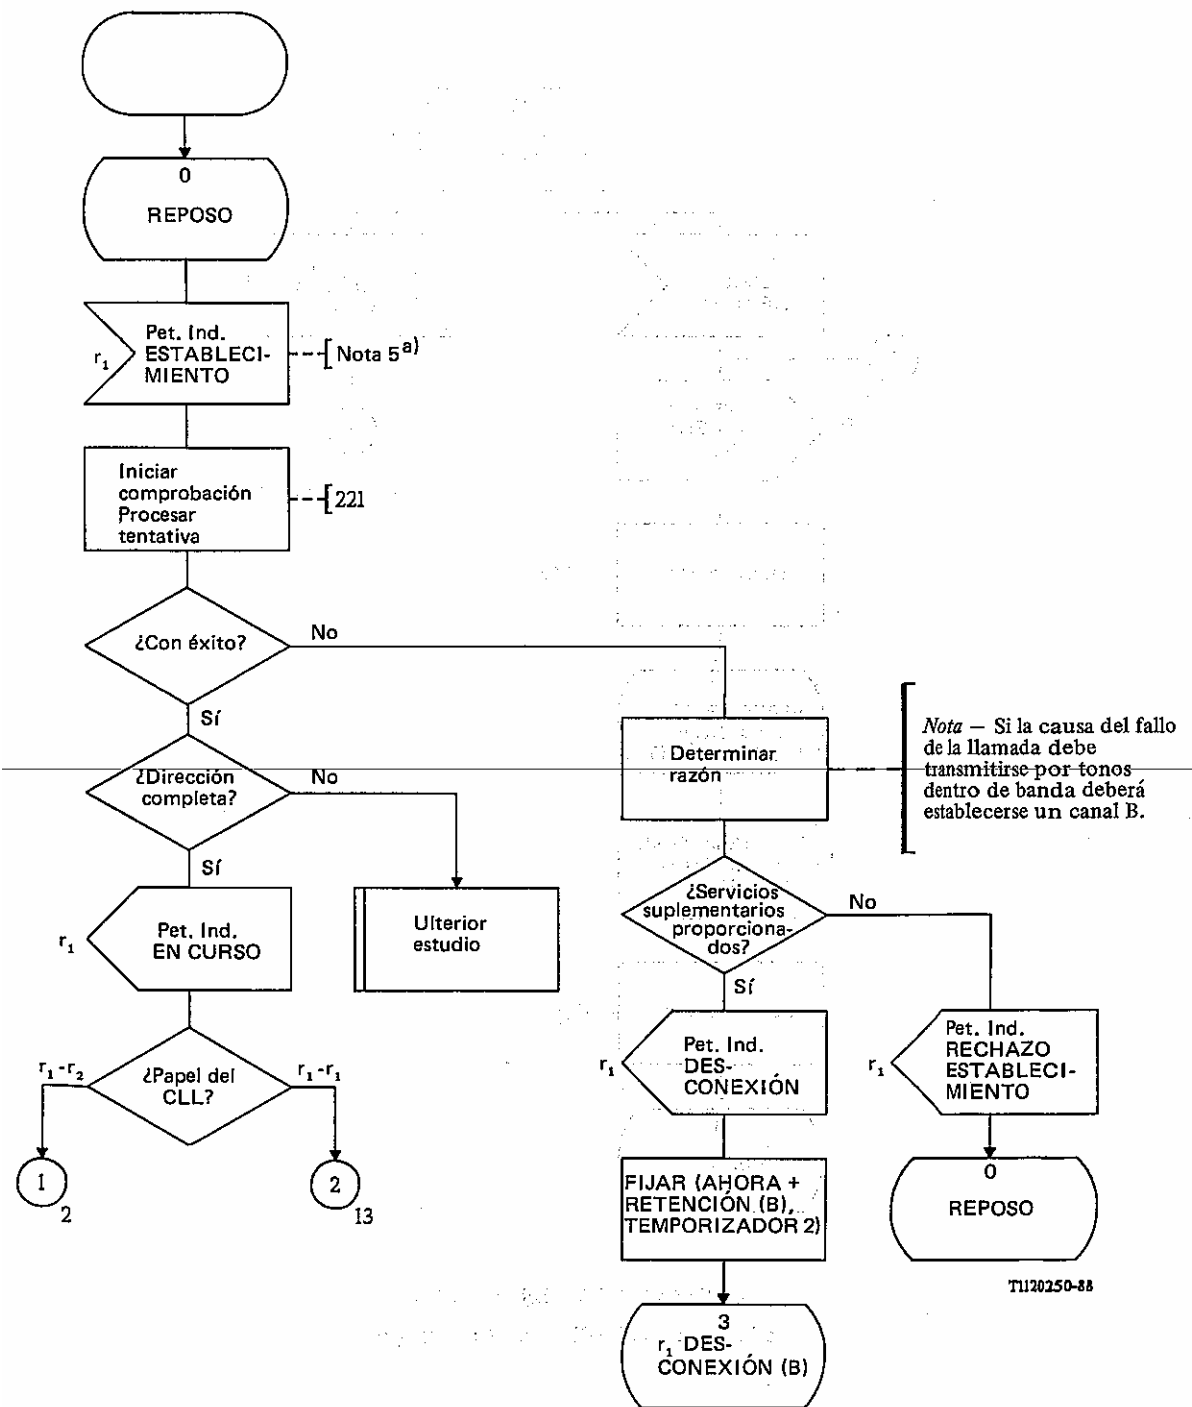 0
REPOSO
Pet. Ind.
ESTABLECI-
MIENTO
r₁
Nota 5ᵃ⁾
Iniciar
comprobación
Procesar
tentativa
221
¿Con éxito?
No
Sí
¿Dirección
completa?
No
Sí
Determinar
razón
Nota — Si la causa del fallo
de la llamada debe
transmitirse por tonos
dentro de banda deberá
establecerse un canal B.
Pet. Ind.
EN CURSO
r₁
Ulterior
estudio
¿Servicios
suplementarios
proporciona-
dos?
No
Sí
¿Papel del
CLL?
r₁-r₂
r₁-r₁
1
2
2
13
Pet. Ind.
DES-
CONEXIÓN
r₁
Pet. Ind.
RECHAZO
ESTABLECI-
MIENTO
r₁
FIJAR (AHORA +
RETENCIÓN (B),
TEMPORIZADOR 2)
0
REPOSO
T1120250-88
3
r₁ DES-
CONEXIÓN (B)